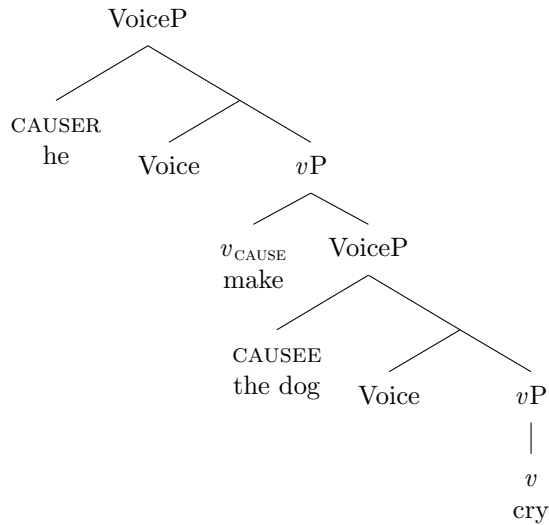 VoiceP
CAUSER
he
Voice
vP
vCAUSE
make
VoiceP
CAUSEE
the dog
Voice
vP
v
cry